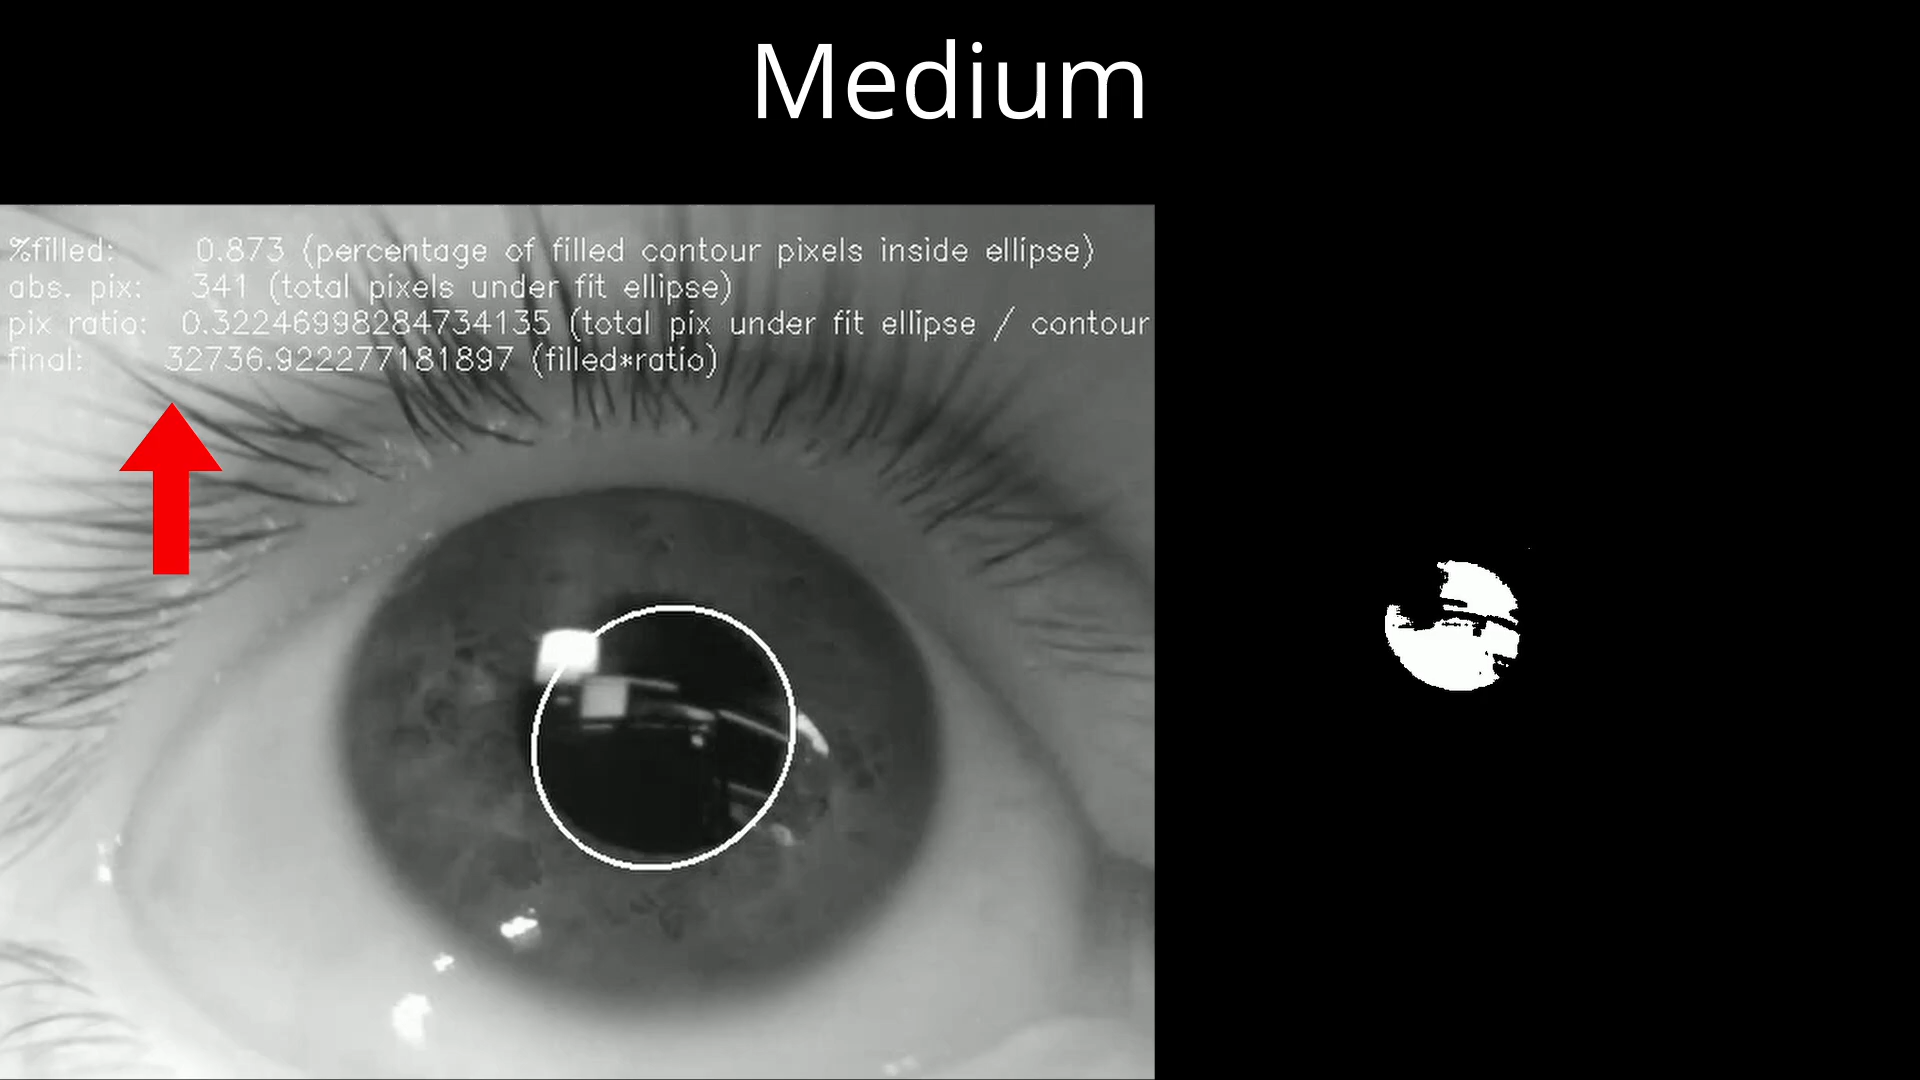 Medium
%filled: 0.873 (percentage of filled contour pixels inside ellipse)
abs. pix: 341 (total pixels under fit ellipse)
pix ratio: 0.32246998284734135 (total pix under fit ellipse / contour
final: 32736.922277181897 (filled*ratio)